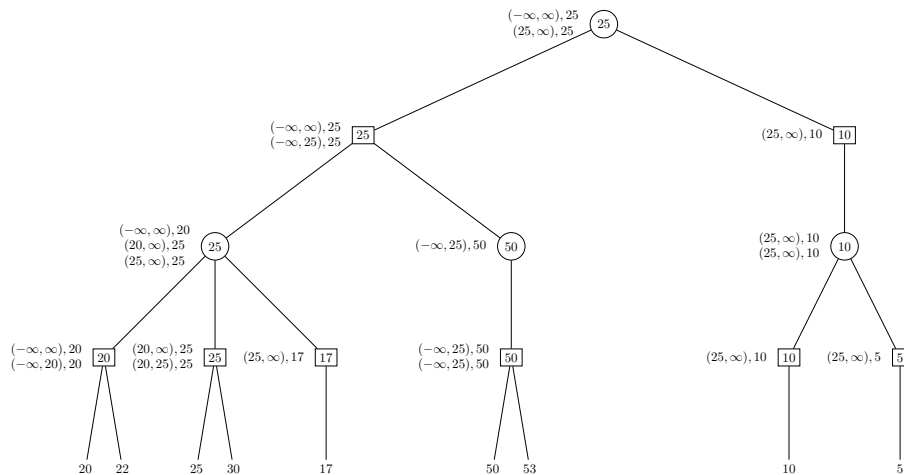 (−∞, ∞), 25
(25, ∞), 25
25
(−∞, ∞), 25
(−∞, 25), 25
25
(25, ∞), 10
10
(−∞, ∞), 20
(20, ∞), 25
(25, ∞), 25
25
(−∞, 25), 50
50
(25, ∞), 10
(25, ∞), 10
10
(−∞, ∞), 20
(−∞, 20), 20
20
(20, ∞), 25
(20, 25), 25
25
(25, ∞), 17
17
(−∞, 25), 50
(−∞, 25), 50
50
(25, ∞), 10
10
(25, ∞), 5
5
20
22
25
30
17
50
53
10
5